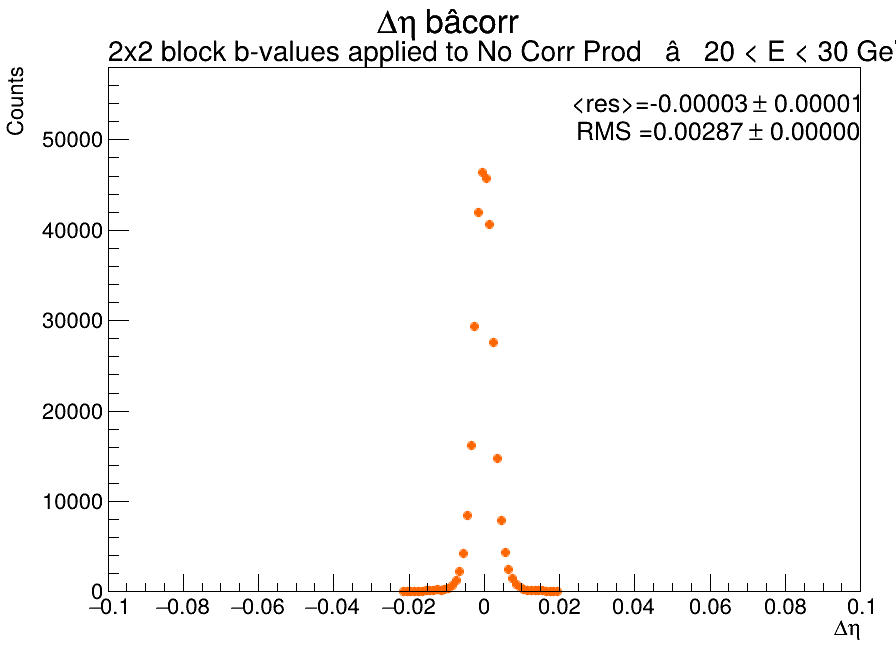 Δη bâcorr
2x2 block b-values applied to No Corr Prod â 20 < E < 30 GeV
Counts
<res>=-0.00003 ± 0.00001
RMS =0.00287 ± 0.00000
50000
40000
30000
20000
10000
0
−0.1 −0.08 −0.06 −0.04 −0.02 0 0.02 0.04 0.06 0.08 0.1
Δη